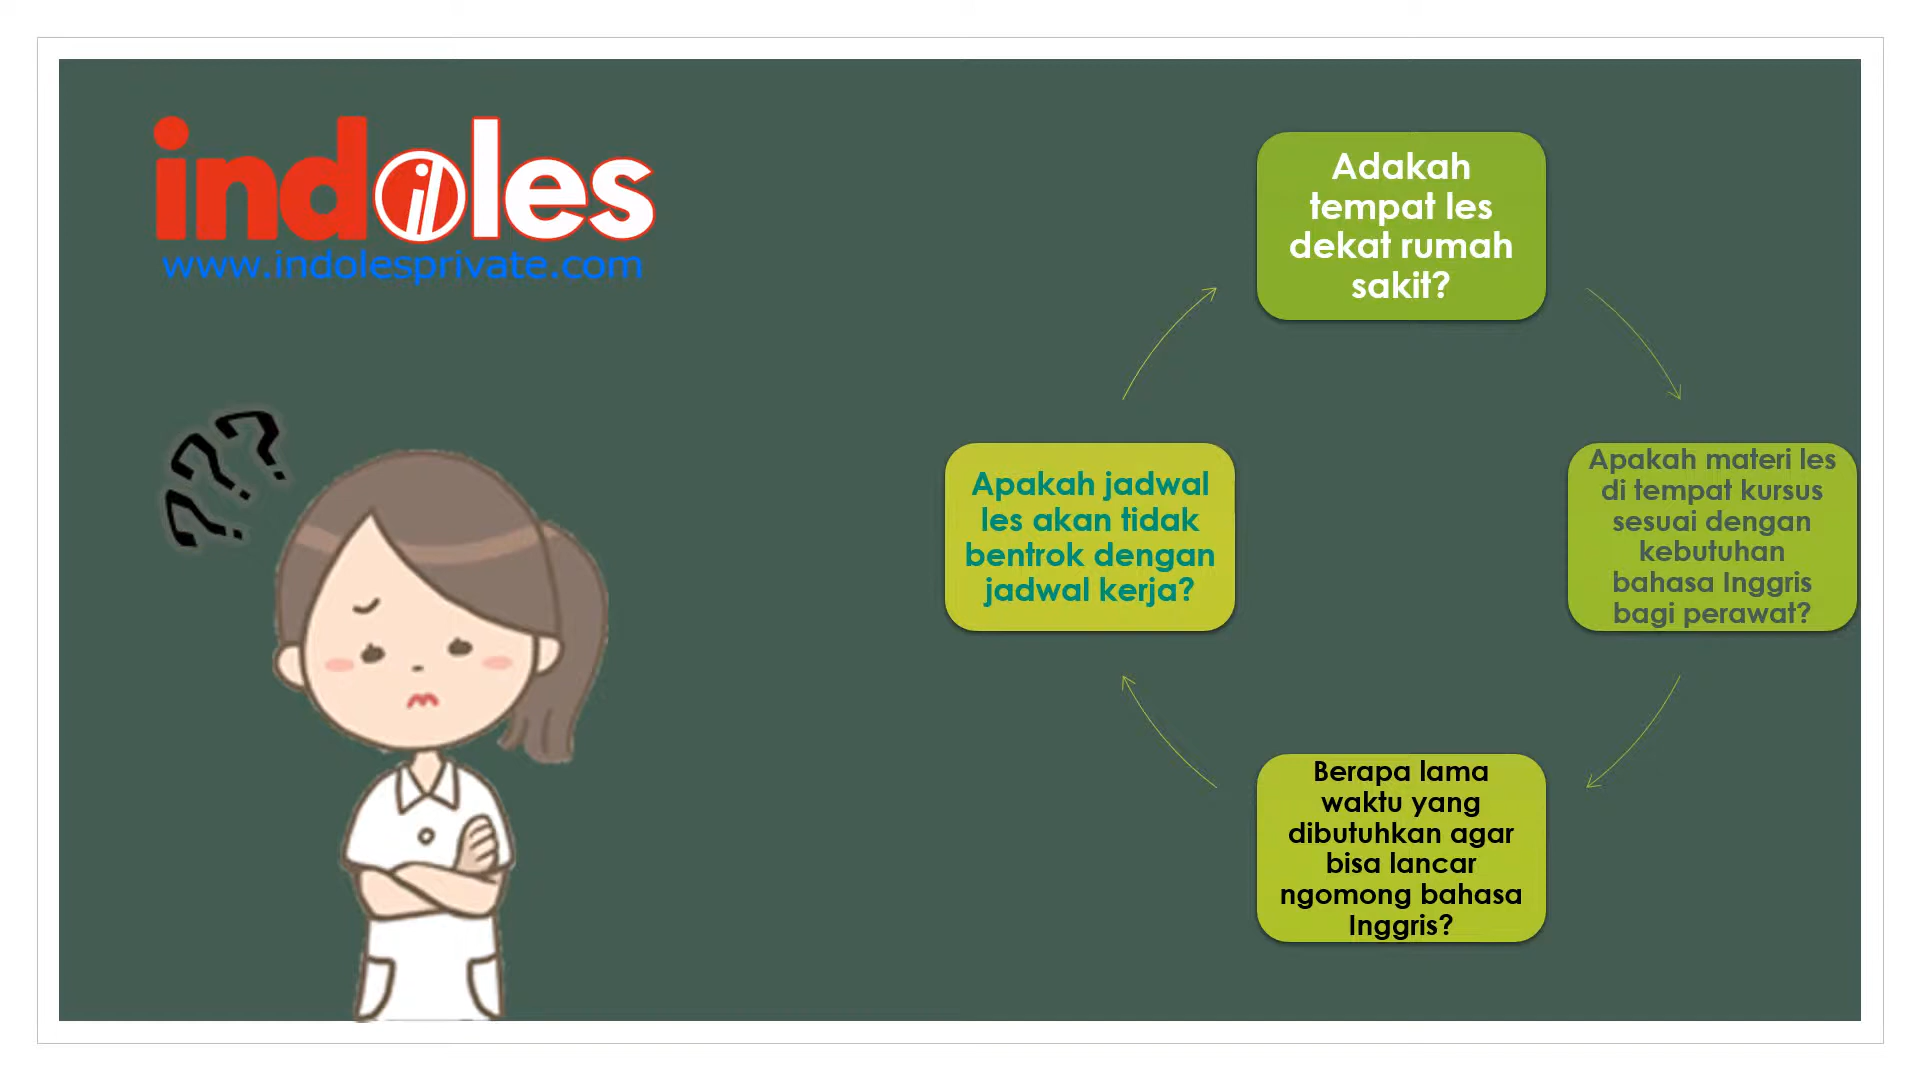 indoles
www.indolesprivate.com
???
Adakah
tempat les
dekat rumah
sakit?
Apakah materi les
di tempat kursus
sesuai dengan
kebutuhan
bahasa Inggris
bagi perawat?
Berapa lama
waktu yang
dibutuhkan agar
bisa lancar
ngomong bahasa
Inggris?
Apakah jadwal
les akan tidak
bentrok dengan
jadwal kerja?